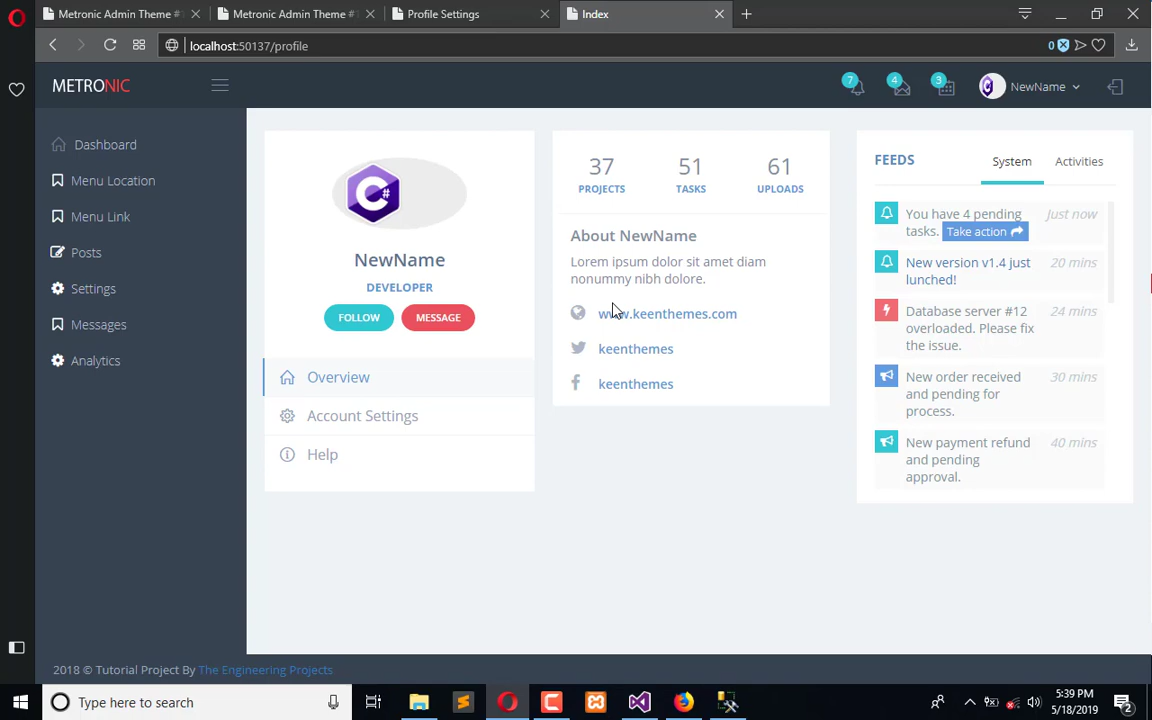 Metronic Admin Theme #1
Metronic Admin Theme #1
Profile Settings
Index
localhost:50137/profile
0
METRONIC
7
4
3
NewName
Dashboard
Menu Location
Menu Link
Posts
Settings
Messages
Analytics
C#
NewName
DEVELOPER
FOLLOW
MESSAGE
Overview
Account Settings
Help
37
51
61
PROJECTS
TASKS
UPLOADS
About NewName
Lorem ipsum dolor sit amet diam
nonummy nibh dolore.
www.keenthemes.com
keenthemes
keenthemes
FEEDS
System
Activities
You have 4 pending
Just now
tasks. Take action
New version v1.4 just
20 mins
lunched!
Database server #12
24 mins
overloaded. Please fix
the issue.
New order received
30 mins
and pending for
process.
New payment refund
40 mins
and pending
approval.
2018 © Tutorial Project By The Engineering Projects
Type here to search
5:39 PM
5/18/2019
2